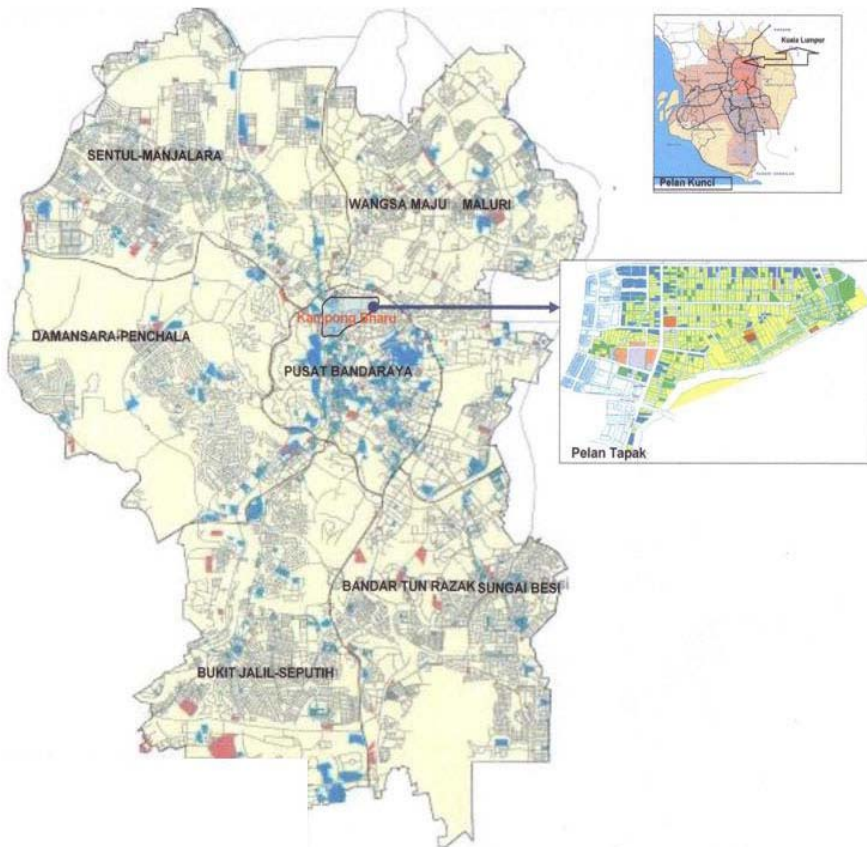 Kuala Lumpur
Pelan Kunci
SENTUL-MANJALARA
WANGSA MAJU MALURI
Kampong Bharu
DAMANSARA-PENCHALA
PUSAT BANDARAYA
Pelan Tapak
BANDAR TUN RAZAK SUNGAI BESI
BUKIT JALIL-SEPUTIH